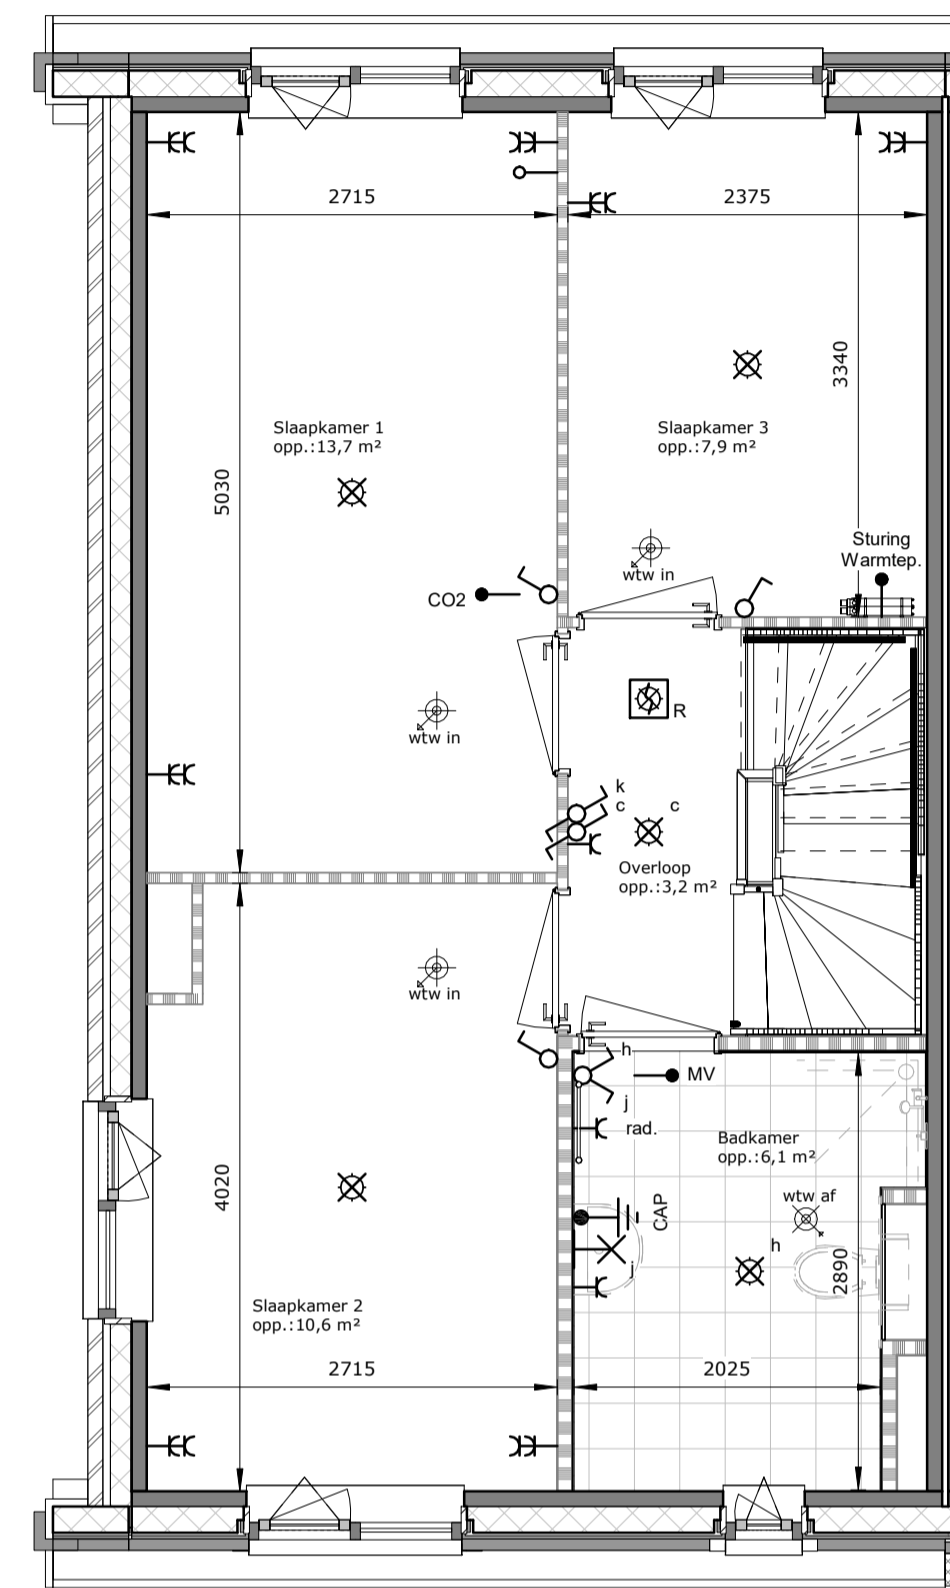 2715
2375
3340
Slaapkamer 1
opp.:13,7 m²
Slaapkamer 3
opp.:7,9 m²
5030
Sturing
Warmtep.
wtw in
CO2
R
wtw in
k
c
c
Overloop
opp.:3,2 m²
wtw in
h
MV
j
rad.
Badkamer
opp.:6,1 m²
4020
wtw af
CAP
h
j
2890
Slaapkamer 2
opp.:10,6 m²
2715
2025